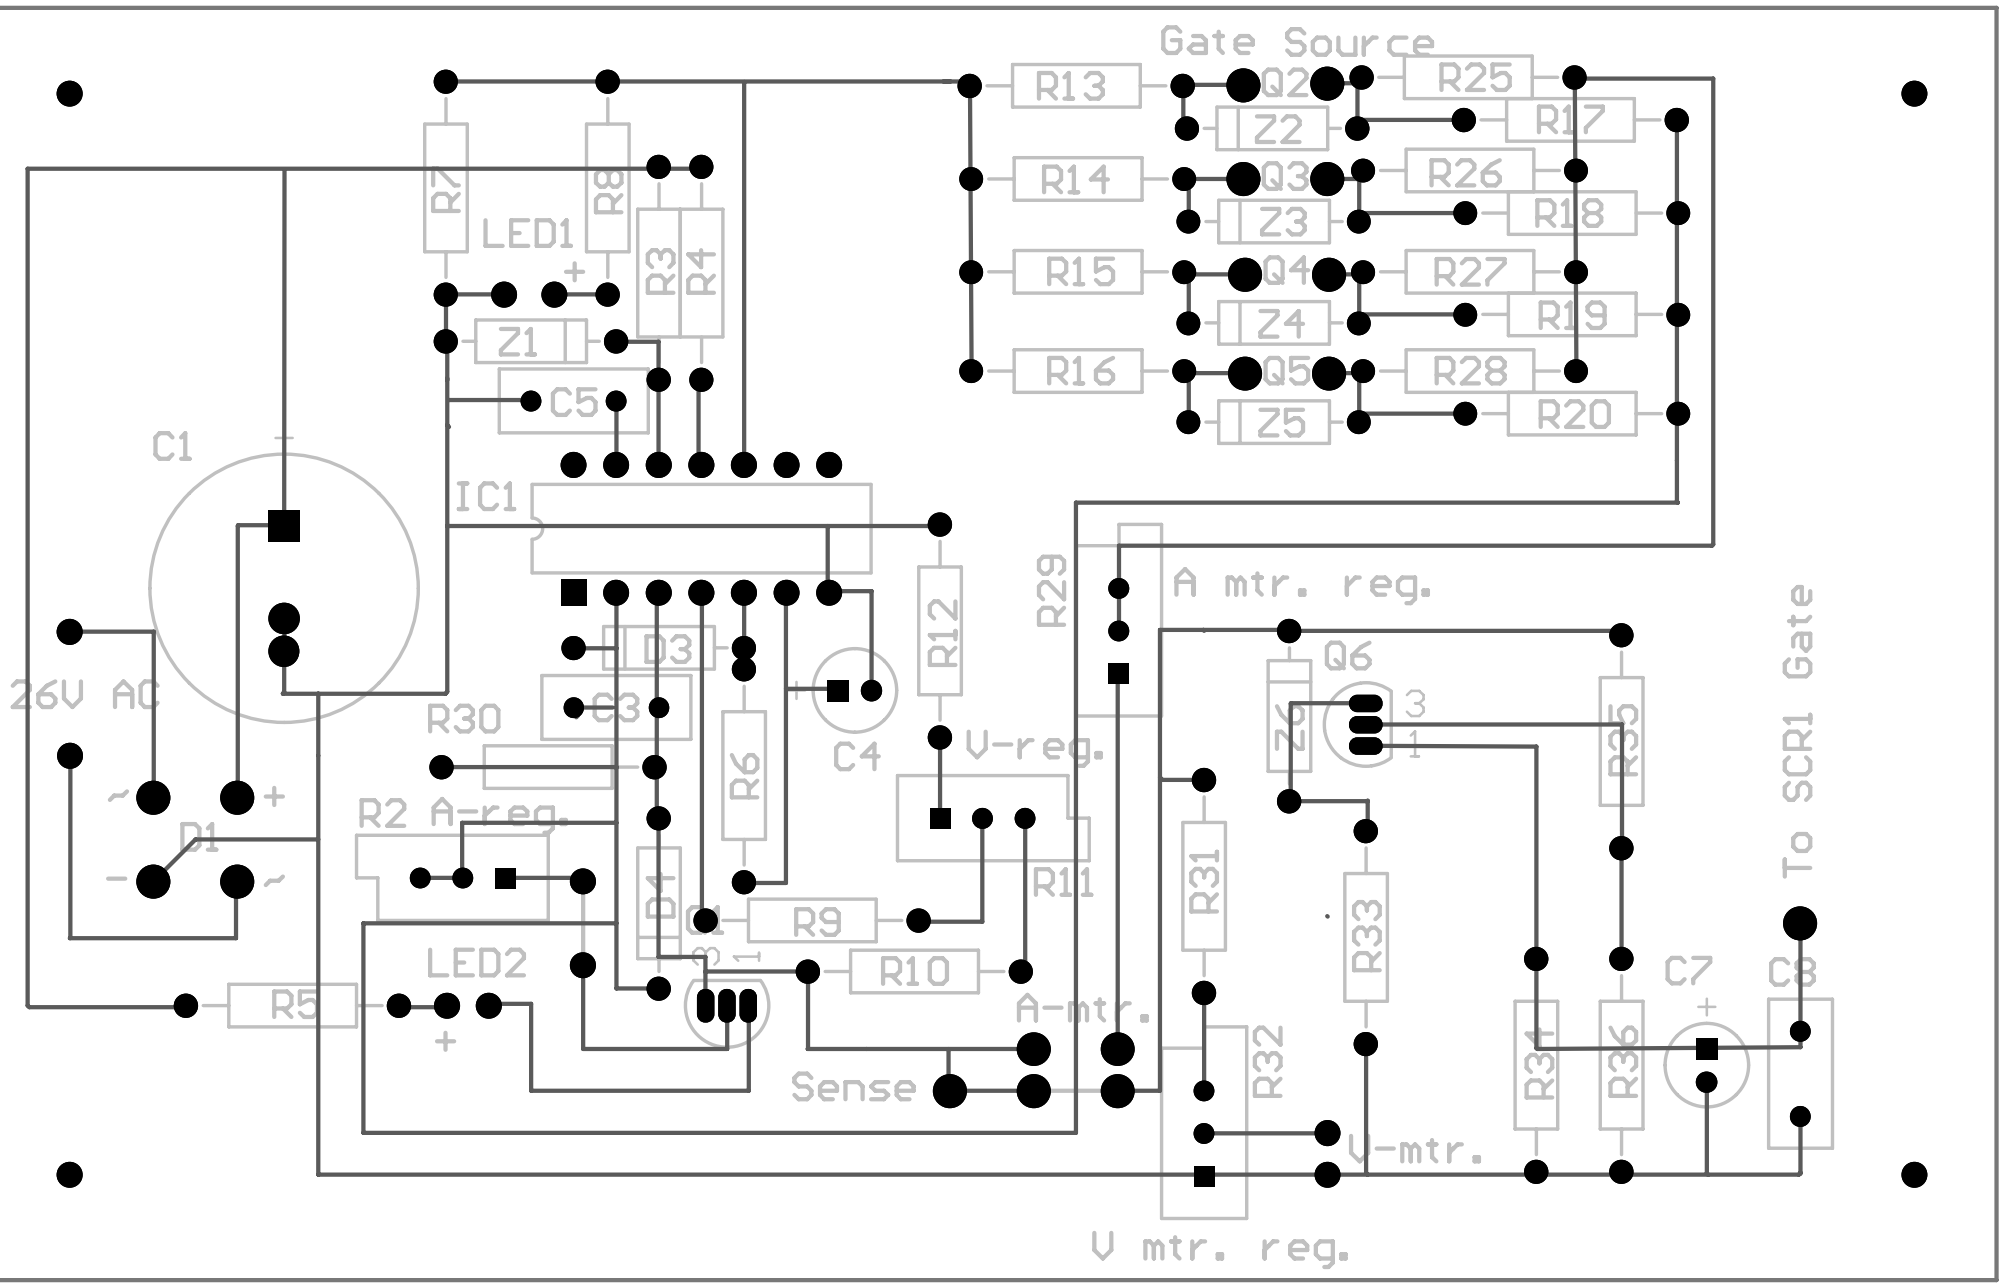 Gate Source
R13 Q2 R25
Z2 R17
R14 Q3 R26
Z3 R18
R15 Q4 R27
Z4 R19
R16 Q5 R28
Z5 R20
R7 R8
LED1
+
R3 R4
Z1
C5
C1
IC1
R29
A mtr. reg.
To SCR1 Gate
26V AC
D3
C3
R30
R12
R6
C4
V-reg.
Q6
3
1
Z6
R35
~ +
D1
- ~
R2 A-reg.
R11
R31
D4
Q1
3 1
R9
R33
LED2
R10
C7 C8
+
R5
+
A-mtr.
R32
R34
R36
Sense
V-mtr.
V mtr. reg.